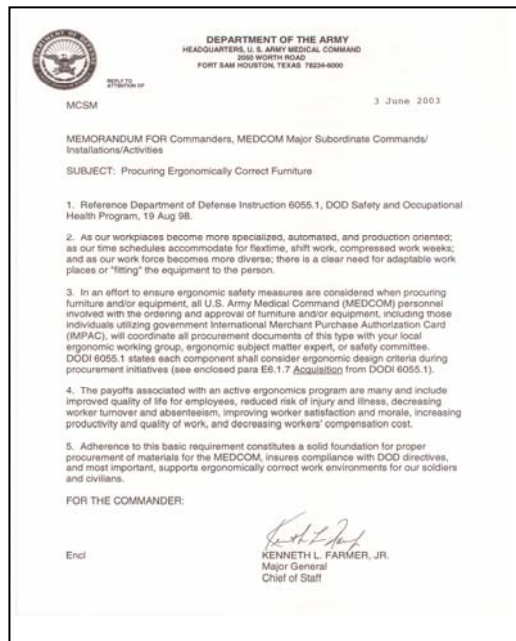 DEPARTMENT OF THE ARMY
HEADQUARTERS, U. S. ARMY MEDICAL COMMAND
2050 WORTH ROAD
FORT SAM HOUSTON, TEXAS 78234-6000
REPLY TO
ATTENTION OF
MCSM
3 June 2003
MEMORANDUM FOR Commanders, MEDCOM Major Subordinate Commands/
Installations/Activities
SUBJECT: Procuring Ergonomically Correct Furniture
1. Reference Department of Defense Instruction 6055.1, DOD Safety and Occupational
Health Program, 19 Aug 98.
2. As our workplaces become more specialized, automated, and production oriented;
as our time schedules accommodate for flextime, shift work, compressed work weeks;
and as our work force becomes more diverse; there is a clear need for adaptable work
places or "fitting" the equipment to the person.
3. In an effort to ensure ergonomic safety measures are considered when procuring
furniture and/or equipment, all U.S. Army Medical Command (MEDCOM) personnel
involved with the ordering and approval of furniture and/or equipment, including those
individuals utilizing government International Merchant Purchase Authorization Card
(IMPAC), will coordinate all procurement documents of this type with your local
ergonomic working group, ergonomic subject matter expert, or safety committee.
DODI 6055.1 states each component shall consider ergonomic design criteria during
procurement initiatives (see enclosed para E6.1.7 Acquisition from DODI 6055.1).
4. The payoffs associated with an active ergonomics program are many and include
improved quality of life for employees, reduced risk of injury and illness, decreasing
worker turnover and absenteeism, improving worker satisfaction and morale, increasing
productivity and quality of work, and decreasing workers' compensation cost.
5. Adherence to this basic requirement constitutes a solid foundation for proper
procurement of materials for the MEDCOM, insures compliance with DOD directives,
and most important, supports ergonomically correct work environments for our soldiers
and civilians.
FOR THE COMMANDER:
Encl
KENNETH L. FARMER, JR.
Major General
Chief of Staff